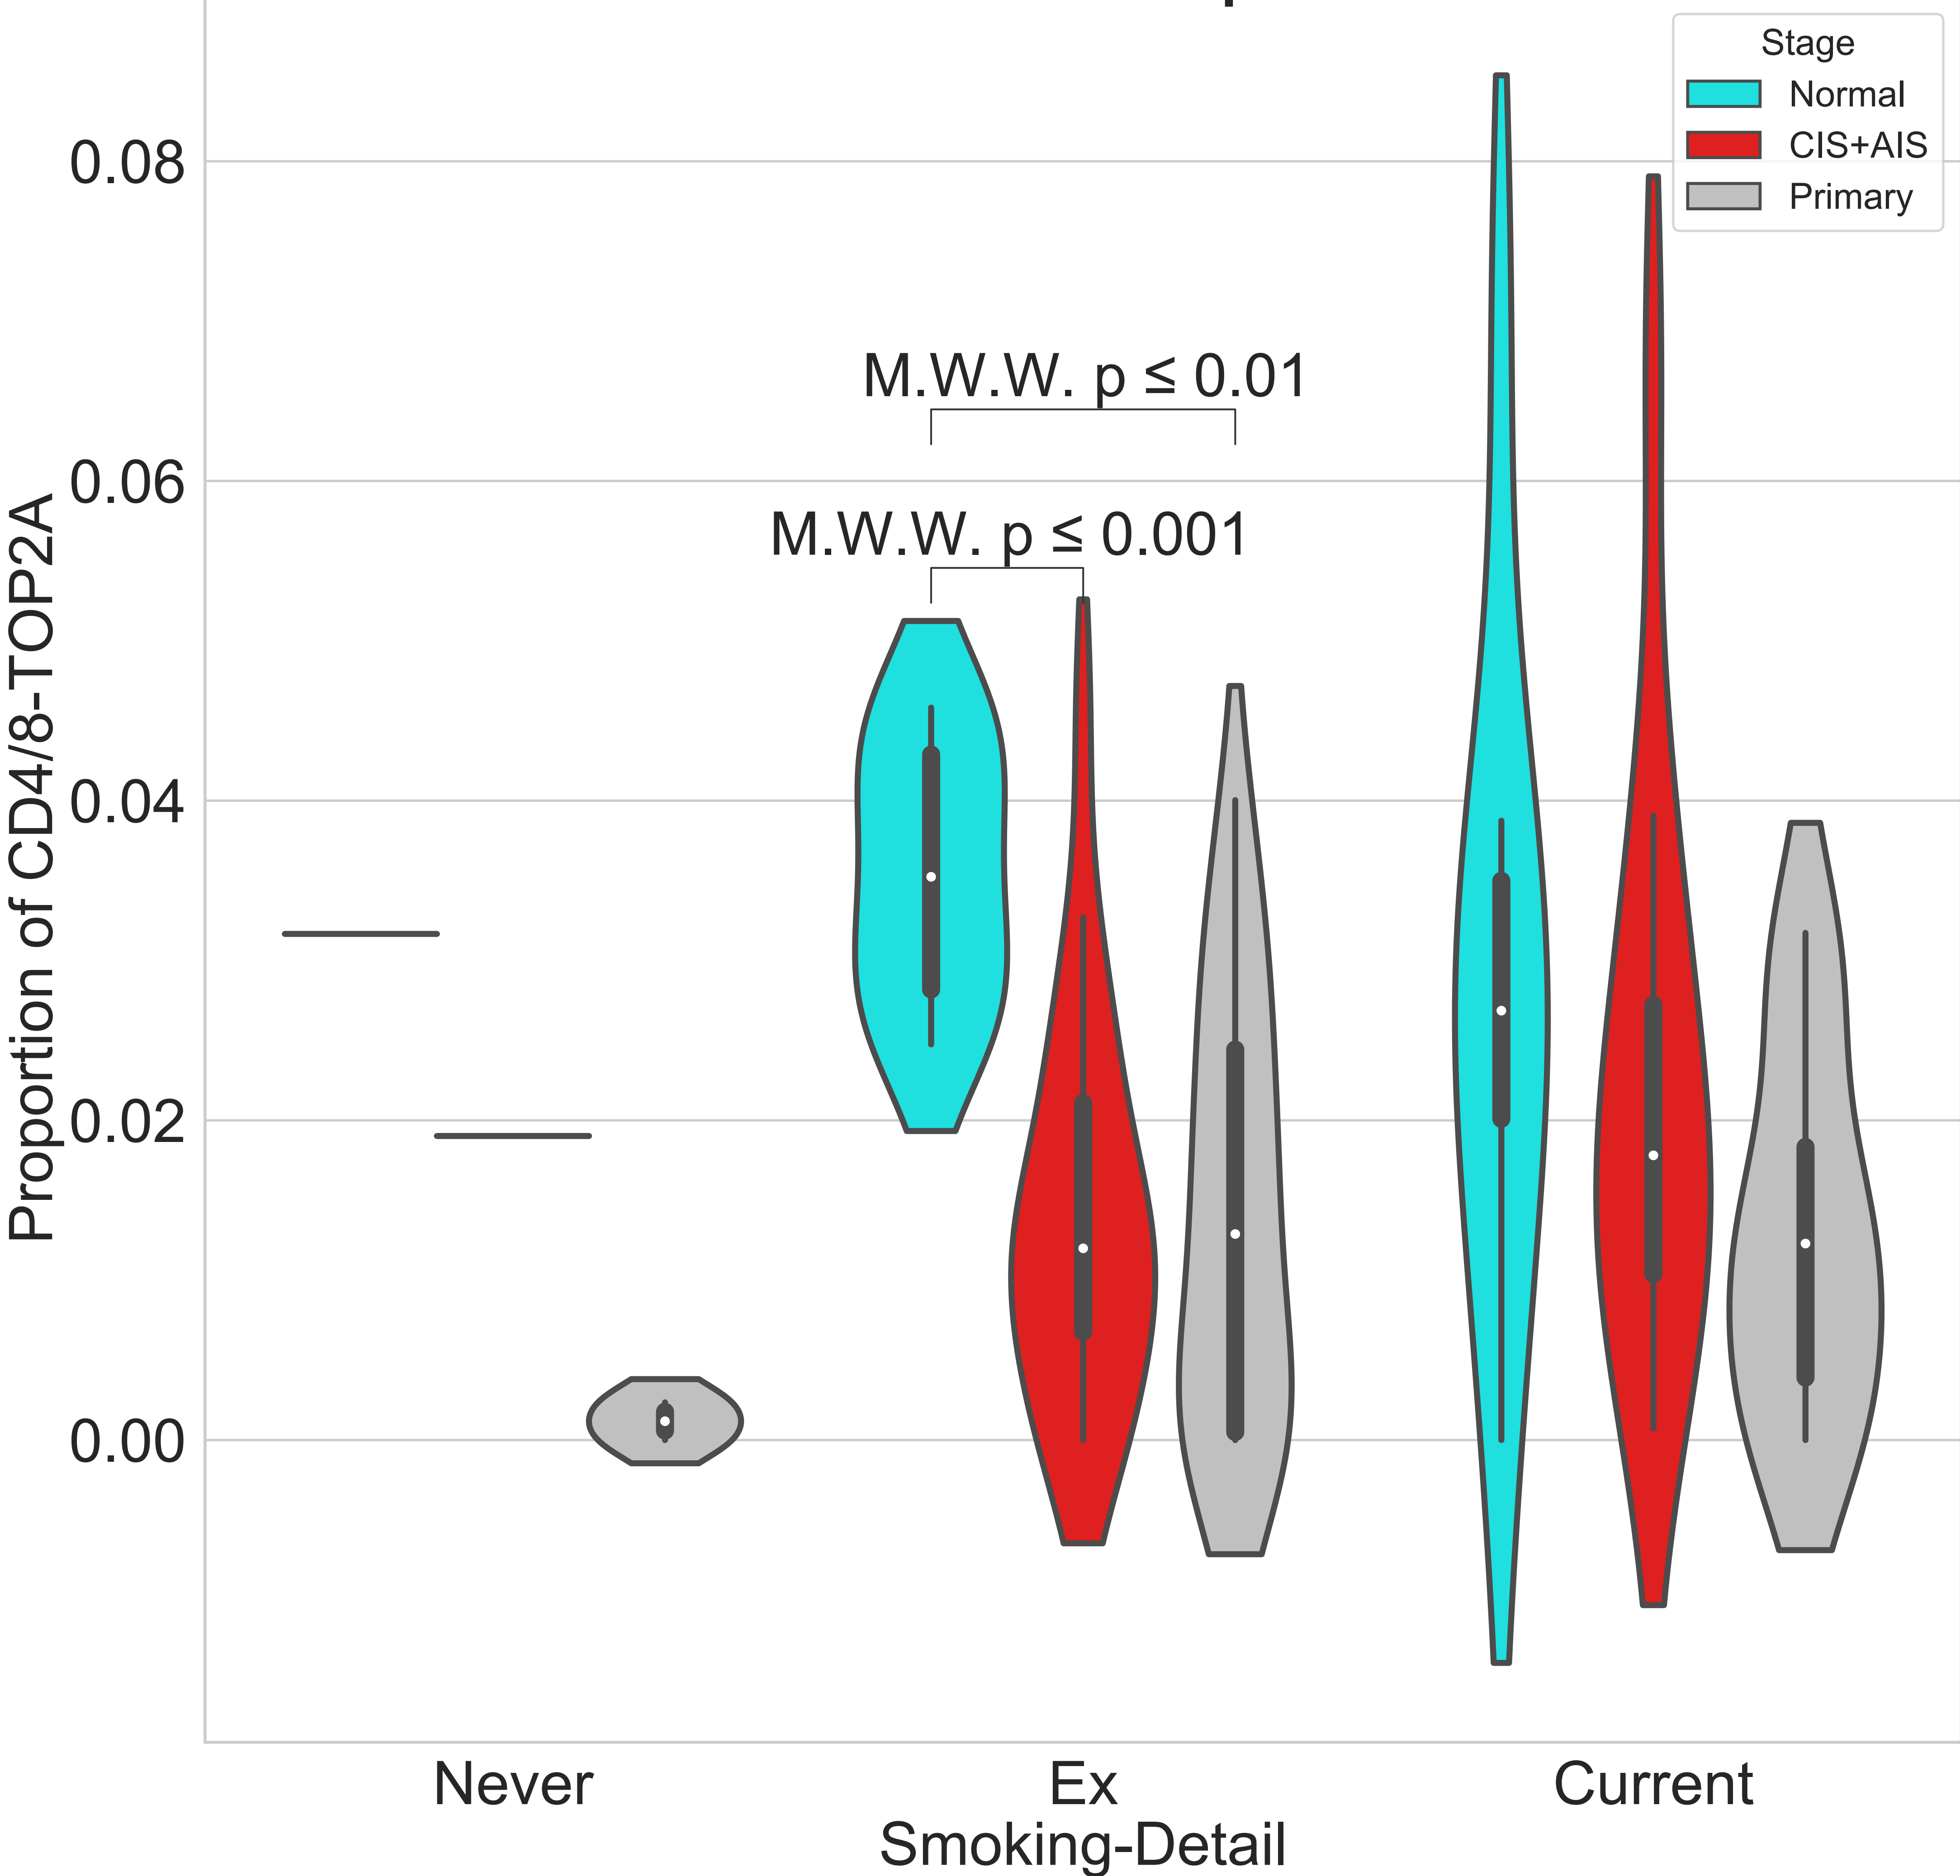 Stage
Normal
CIS+AIS
Primary
0.08
0.06
0.04
0.02
0.00
Proportion of CD4/8-TOP2A
M.W.W. p ≤ 0.01
M.W.W. p ≤ 0.001
Never
Ex
Current
Smoking-Detail